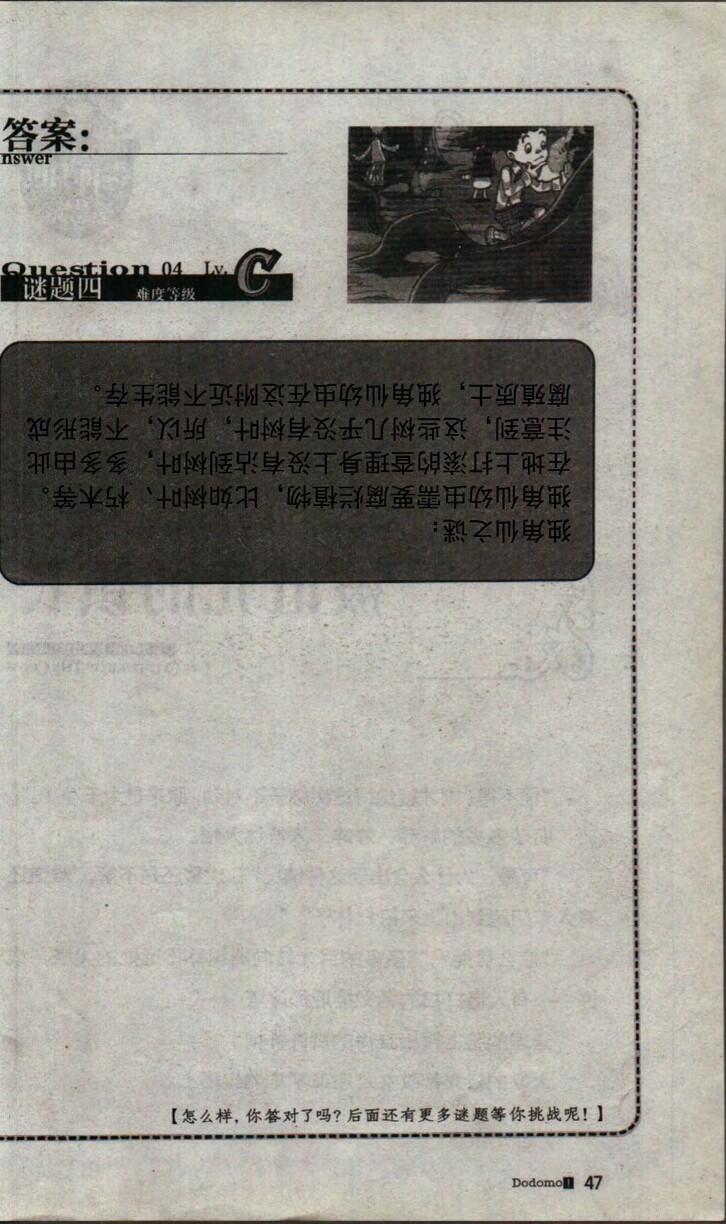 答案：
nswer
Question 04 Lv. C
谜题四 难度等级
独角仙之谜：
独角仙幼虫需要腐烂植物，比如树叶、朽木等。
在地上打滚的查理身上没有沾到树叶，多多由此
注意到，这些树几乎没有树叶，所以，不能形成
腐殖质土，独角仙幼虫在这附近不能生存。
【怎么样，你答对了吗？后面还有更多谜题等你挑战呢！】
Dodomo 1 47